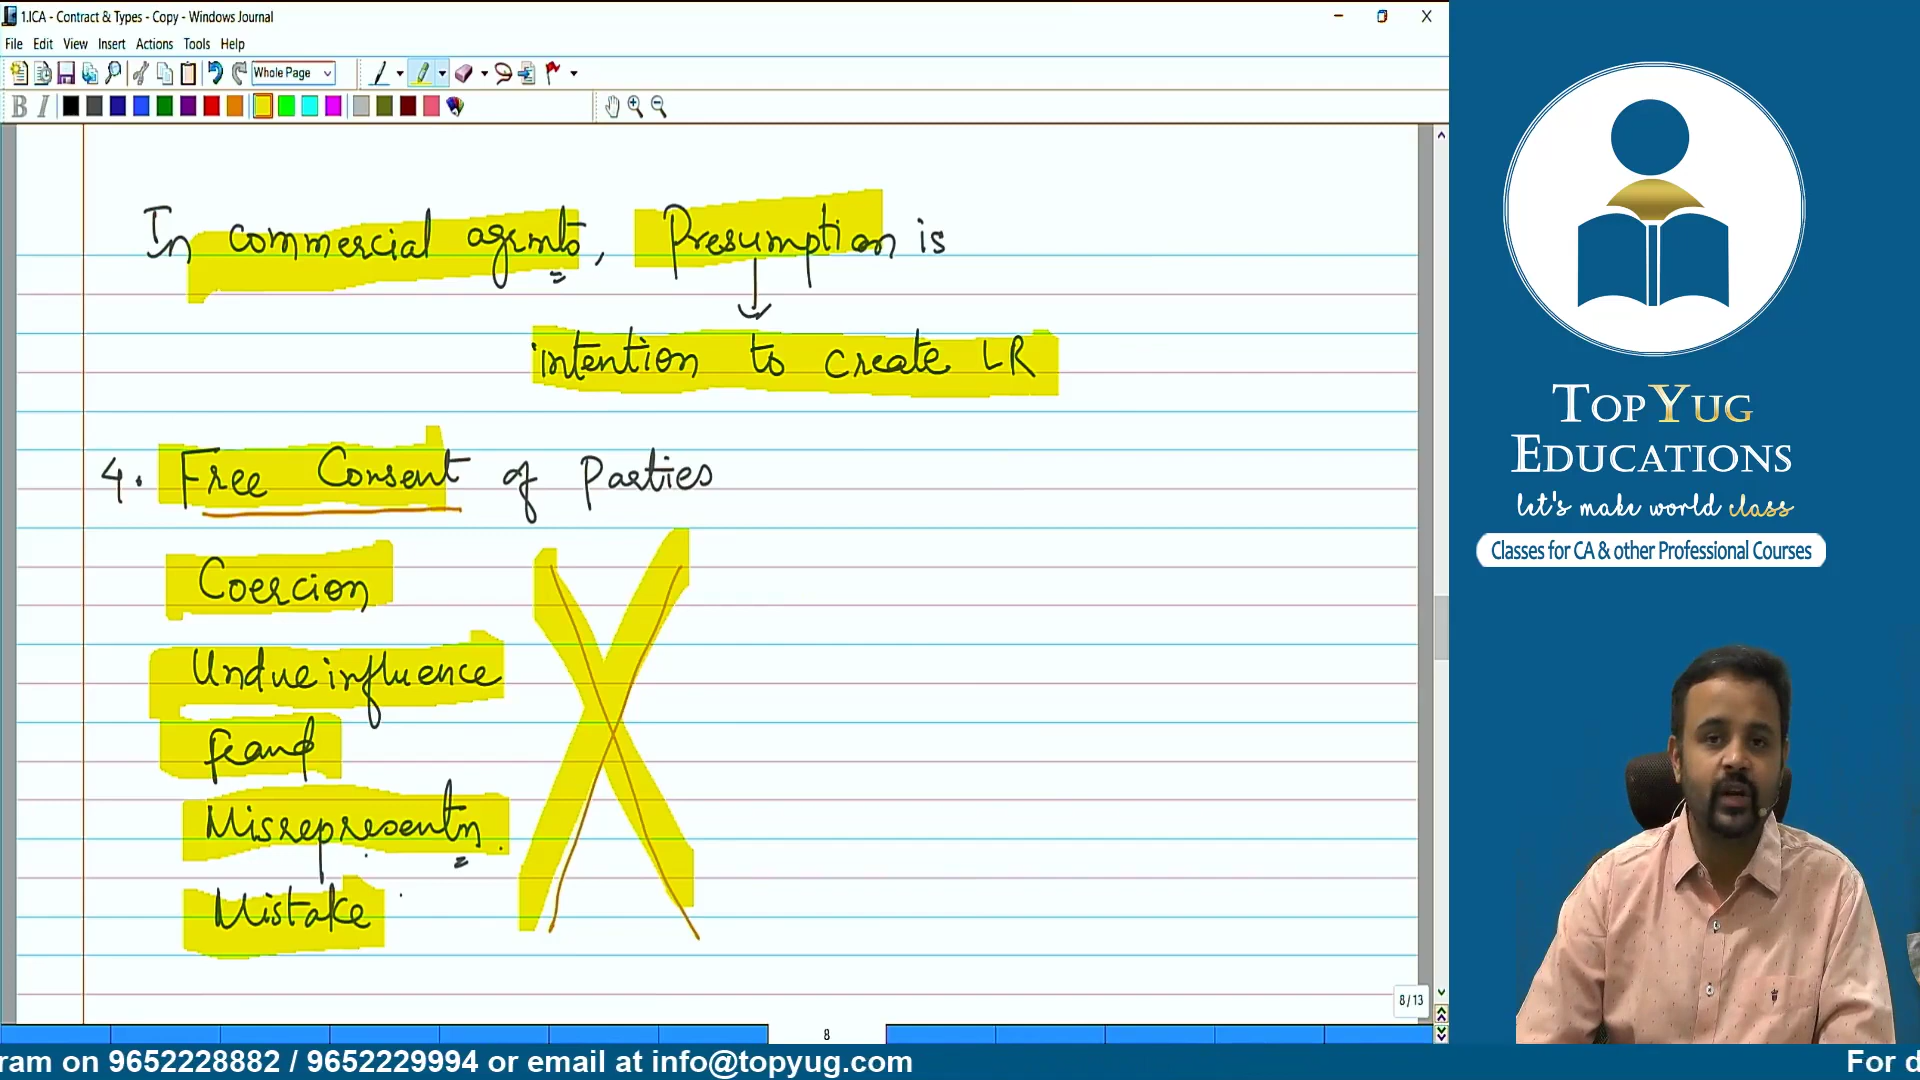 1.ICA - Contract & Types - Copy - Windows Journal
File Edit View Insert Actions Tools Help
Whole Page
B I
In commercial agmts, Presumption is
intention to create LR
4. Free Consent of Parties
Coercion
Undue influence
fraud
Misrepresentn.
Mistake
8/13
8
TOPYUG
EDUCATIONS
let's make world class
Classes for CA & other Professional Courses
ram on 9652228882 / 9652229994 or email at info@topyug.com
For d